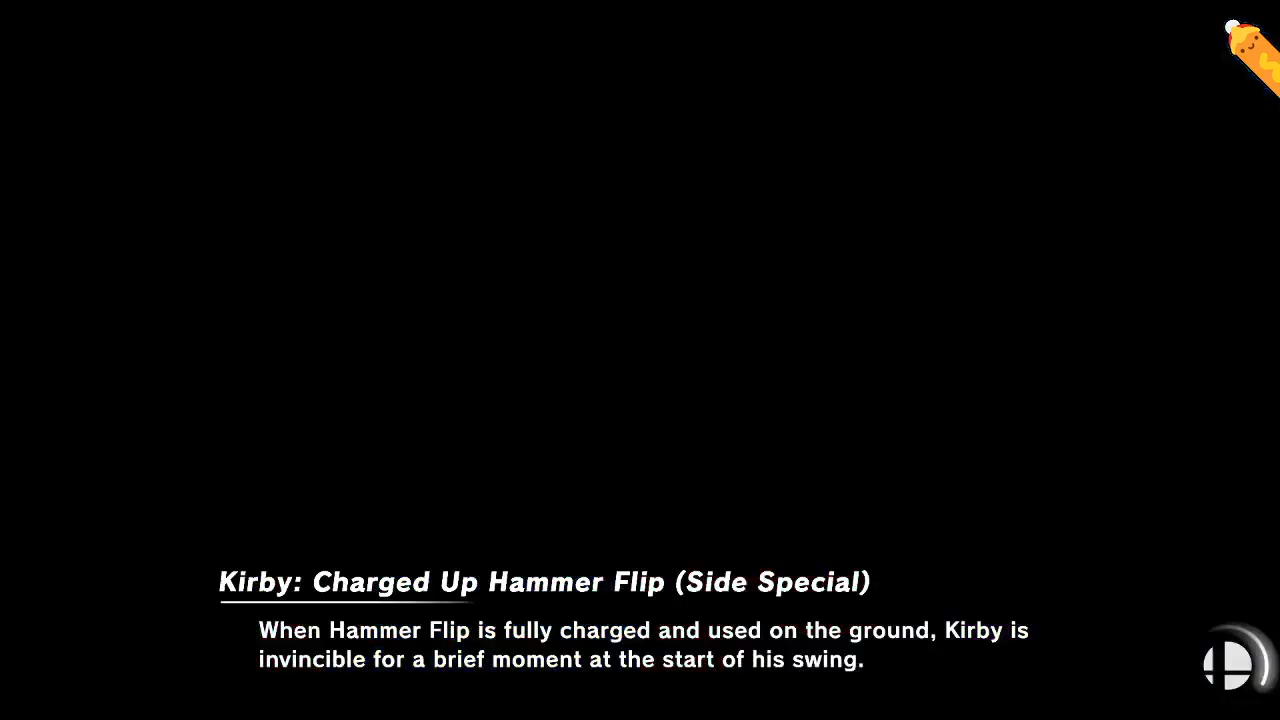 Kirby: Charged Up Hammer Flip (Side Special)
When Hammer Flip is fully charged and used on the ground, Kirby is
invincible for a brief moment at the start of his swing.